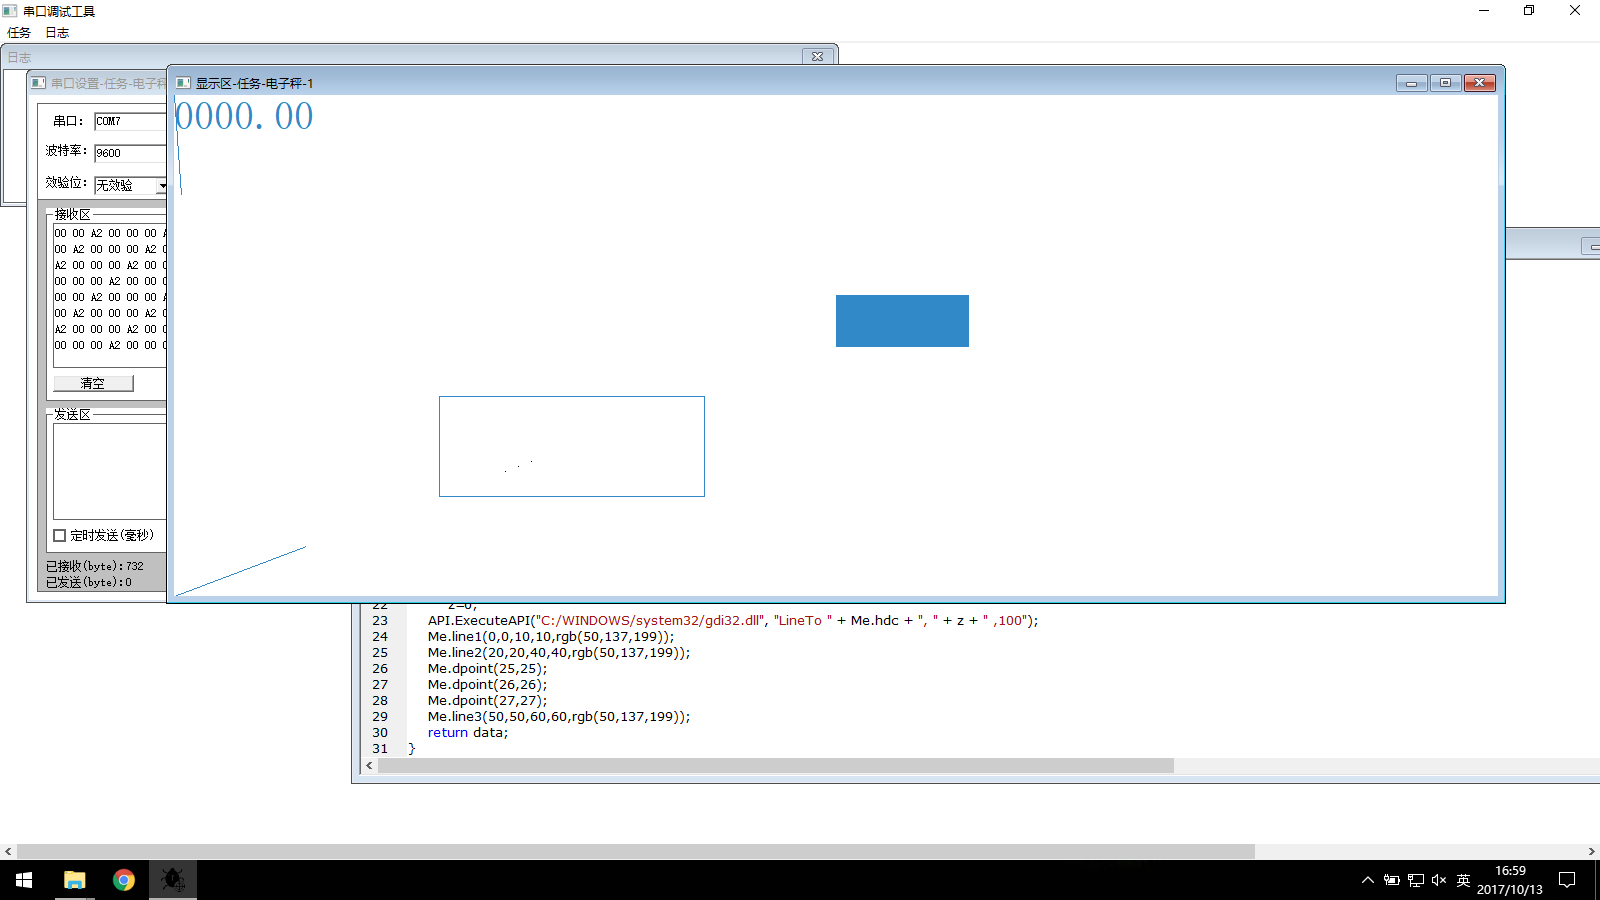 串口调试工具
任务 日志
日志
串口设置-任务-电子秤
显示区-任务-电子秤-1
0000.00
串口: COM7
波特率: 9600
效验位: 无效验
接收区
00 00 A2 00 00 00
00 A2 00 00 00 A2 0
A2 00 00 00 A2 00 0
00 00 00 A2 00 00 0
00 00 A2 00 00 00
00 A2 00 00 00 A2 0
A2 00 00 00 A2 00 0
00 00 00 A2 00 00 0
清空
发送区
定时发送(毫秒)
已接收(byte):732
已发送(byte):0
22 z=0;
23 API.ExecuteAPI("C:/WINDOWS/system32/gdi32.dll", "LineTo " + Me.hdc + ", " + z + " ,100");
24 Me.line1(0,0,10,10,rgb(50,137,199));
25 Me.line2(20,20,40,40,rgb(50,137,199));
26 Me.dpoint(25,25);
27 Me.dpoint(26,26);
28 Me.dpoint(27,27);
29 Me.line3(50,50,60,60,rgb(50,137,199));
30 return data;
31 }
英
16:59
2017/10/13